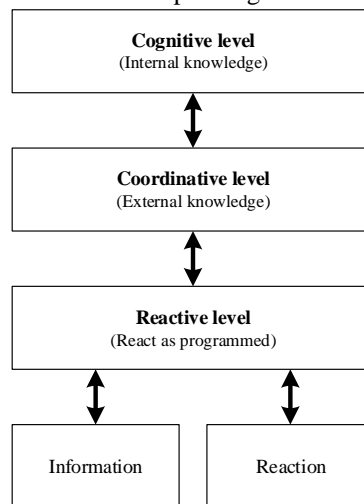 Cognitive level
(Internal knowledge)
Coordinative level
(External knowledge)
Reactive level
(React as programmed)
Information
Reaction